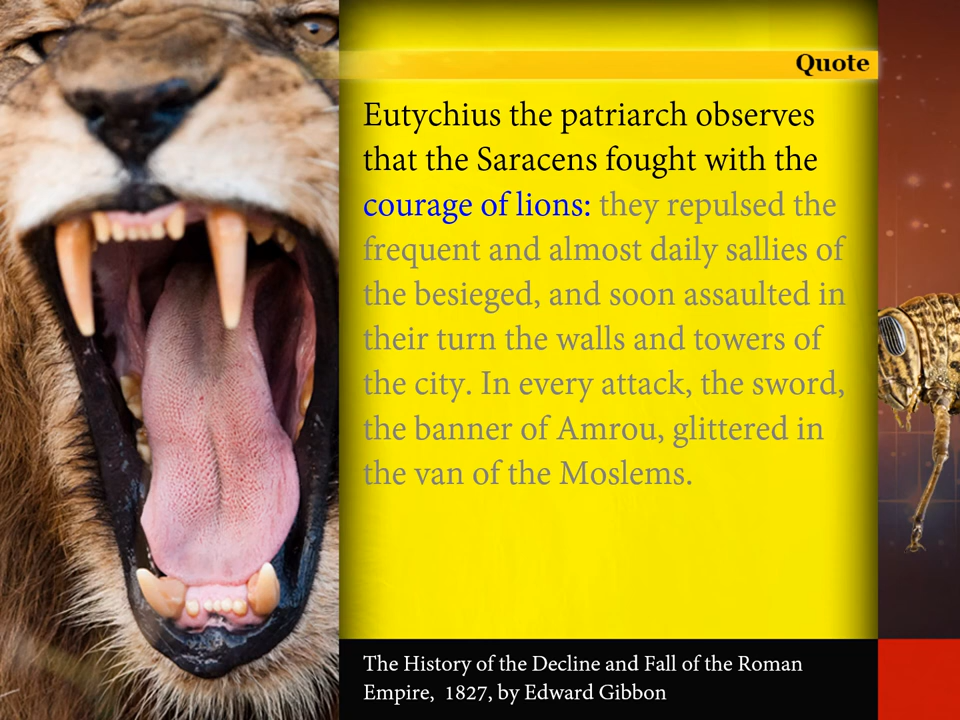 Quote
Eutychius the patriarch observes
that the Saracens fought with the
courage of lions: they repulsed the
frequent and almost daily sallies of
the besieged, and soon assaulted in
their turn the walls and towers of
the city. In every attack, the sword,
the banner of Amrou, glittered in
the van of the Moslems.
The History of the Decline and Fall of the Roman
Empire,  1827, by Edward Gibbon